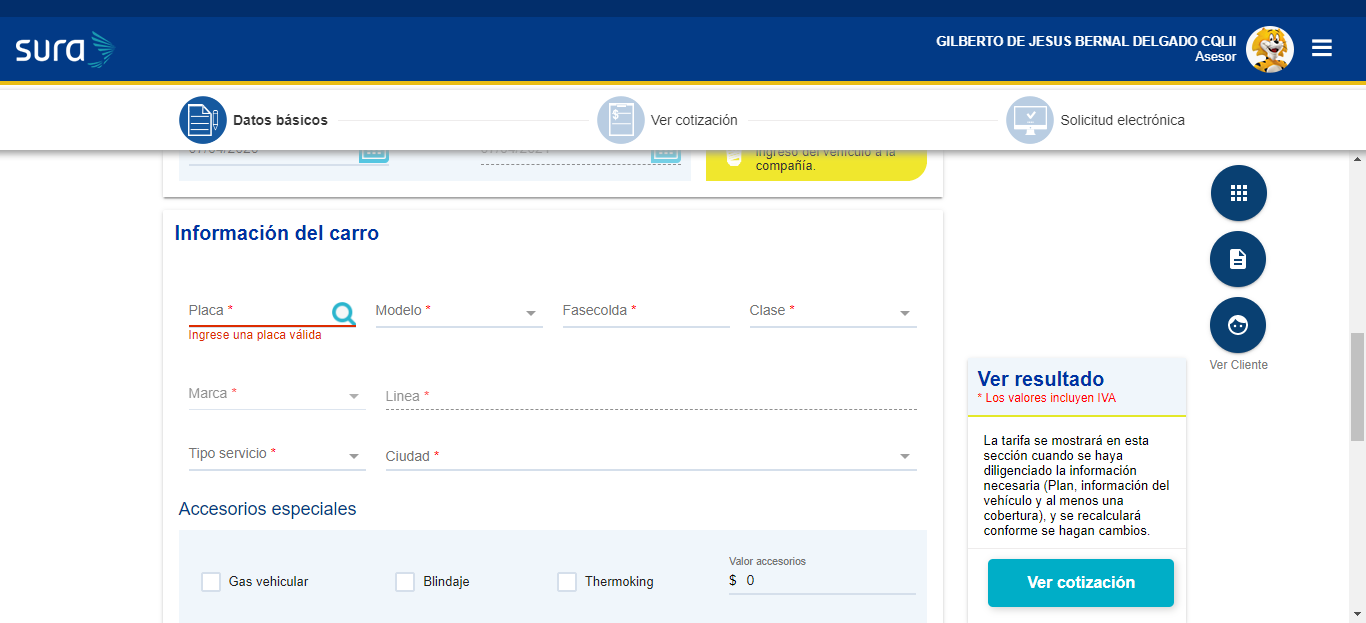 sura
GILBERTO DE JESUS BERNAL DELGADO CQLII
Asesor
Datos básicos
Ver cotización
Solicitud electrónica
ingreso del vehículo a la
compañía.
Información del carro
Placa *
Modelo *
Fasecolda *
Clase *
Ingrese una placa válida
Marca *
Linea *
Tipo servicio *
Ciudad *
Accesorios especiales
Gas vehicular
Blindaje
Thermoking
Valor accesorios
$ 0
Ver Cliente
Ver resultado
* Los valores incluyen IVA
La tarifa se mostrará en esta
sección cuando se haya
diligenciado la información
necesaria (Plan, información del
vehículo y al menos una
cobertura), y se recalculará
conforme se hagan cambios.
Ver cotización